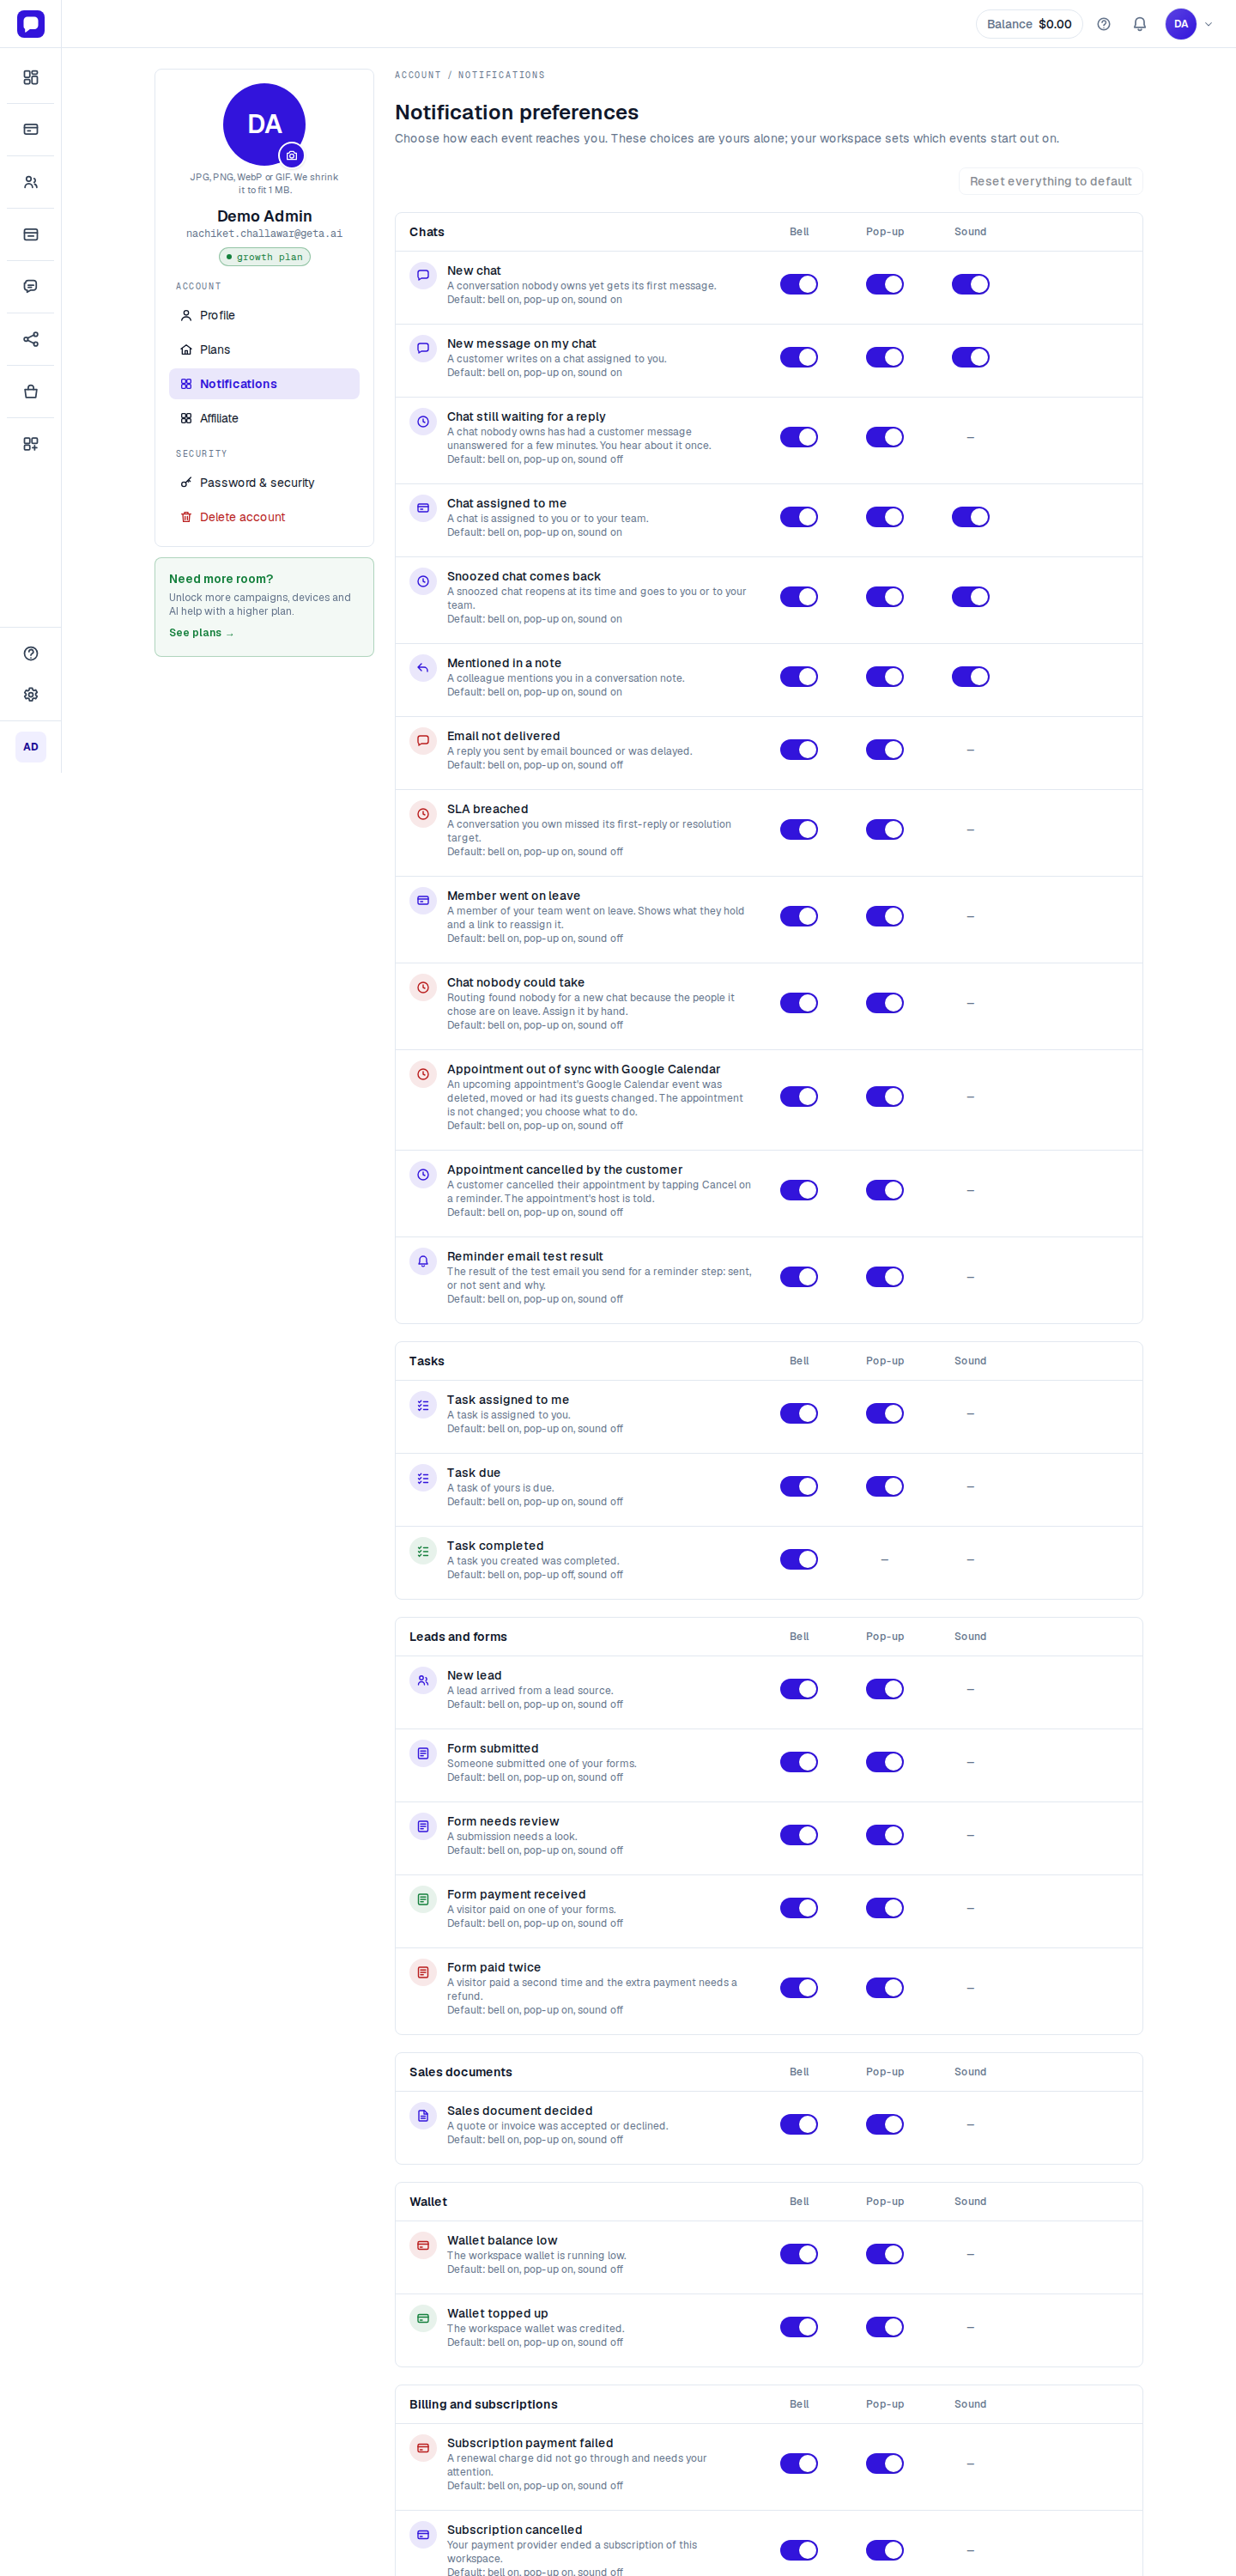 Balance $0.00
DA
DA
JPG, PNG, WebP or GIF. We shrink
it to fit 1 MB.
Demo Admin
nachiket.challawar@geta.ai
growth plan
ACCOUNT
Profile
Plans
Notifications
Affiliate
SECURITY
Password & security
Delete account
Need more room?
Unlock more campaigns, devices and
AI help with a higher plan.
See plans →
AD
ACCOUNT / NOTIFICATIONS
Notification preferences
Choose how each event reaches you. These choices are yours alone; your workspace sets which events start out on.
Reset everything to default
Chats Bell Pop-up Sound
New chat
A conversation nobody owns yet gets its first message.
Default: bell on, pop-up on, sound on
New message on my chat
A customer writes on a chat assigned to you.
Default: bell on, pop-up on, sound on
Chat still waiting for a reply
A chat nobody owns has had a customer message
unanswered for a few minutes. You hear about it once.
Default: bell on, pop-up on, sound off
–
Chat assigned to me
A chat is assigned to you or to your team.
Default: bell on, pop-up on, sound on
Snoozed chat comes back
A snoozed chat reopens at its time and goes to you or to your
team.
Default: bell on, pop-up on, sound on
Mentioned in a note
A colleague mentions you in a conversation note.
Default: bell on, pop-up on, sound on
Email not delivered
A reply you sent by email bounced or was delayed.
Default: bell on, pop-up on, sound off
–
SLA breached
A conversation you own missed its first-reply or resolution
target.
Default: bell on, pop-up on, sound off
–
Member went on leave
A member of your team went on leave. Shows what they hold
and a link to reassign it.
Default: bell on, pop-up on, sound off
–
Chat nobody could take
Routing found nobody for a new chat because the people it
chose are on leave. Assign it by hand.
Default: bell on, pop-up on, sound off
–
Appointment out of sync with Google Calendar
An upcoming appointment's Google Calendar event was
deleted, moved or had its guests changed. The appointment
is not changed; you choose what to do.
Default: bell on, pop-up on, sound off
–
Appointment cancelled by the customer
A customer cancelled their appointment by tapping Cancel on
a reminder. The appointment's host is told.
Default: bell on, pop-up on, sound off
–
Reminder email test result
The result of the test email you send for a reminder step: sent,
or not sent and why.
Default: bell on, pop-up on, sound off
–
Tasks Bell Pop-up Sound
Task assigned to me
A task is assigned to you.
Default: bell on, pop-up on, sound off
–
Task due
A task of yours is due.
Default: bell on, pop-up on, sound off
–
Task completed
A task you created was completed.
Default: bell on, pop-up off, sound off
– –
Leads and forms Bell Pop-up Sound
New lead
A lead arrived from a lead source.
Default: bell on, pop-up on, sound off
–
Form submitted
Someone submitted one of your forms.
Default: bell on, pop-up on, sound off
–
Form needs review
A submission needs a look.
Default: bell on, pop-up on, sound off
–
Form payment received
A visitor paid on one of your forms.
Default: bell on, pop-up on, sound off
–
Form paid twice
A visitor paid a second time and the extra payment needs a
refund.
Default: bell on, pop-up on, sound off
–
Sales documents Bell Pop-up Sound
Sales document decided
A quote or invoice was accepted or declined.
Default: bell on, pop-up on, sound off
–
Wallet Bell Pop-up Sound
Wallet balance low
The workspace wallet is running low.
Default: bell on, pop-up on, sound off
–
Wallet topped up
The workspace wallet was credited.
Default: bell on, pop-up on, sound off
–
Billing and subscriptions Bell Pop-up Sound
Subscription payment failed
A renewal charge did not go through and needs your
attention.
Default: bell on, pop-up on, sound off
–
Subscription cancelled
Your payment provider ended a subscription of this
workspace.
Default: bell on, pop-up on, sound off
–